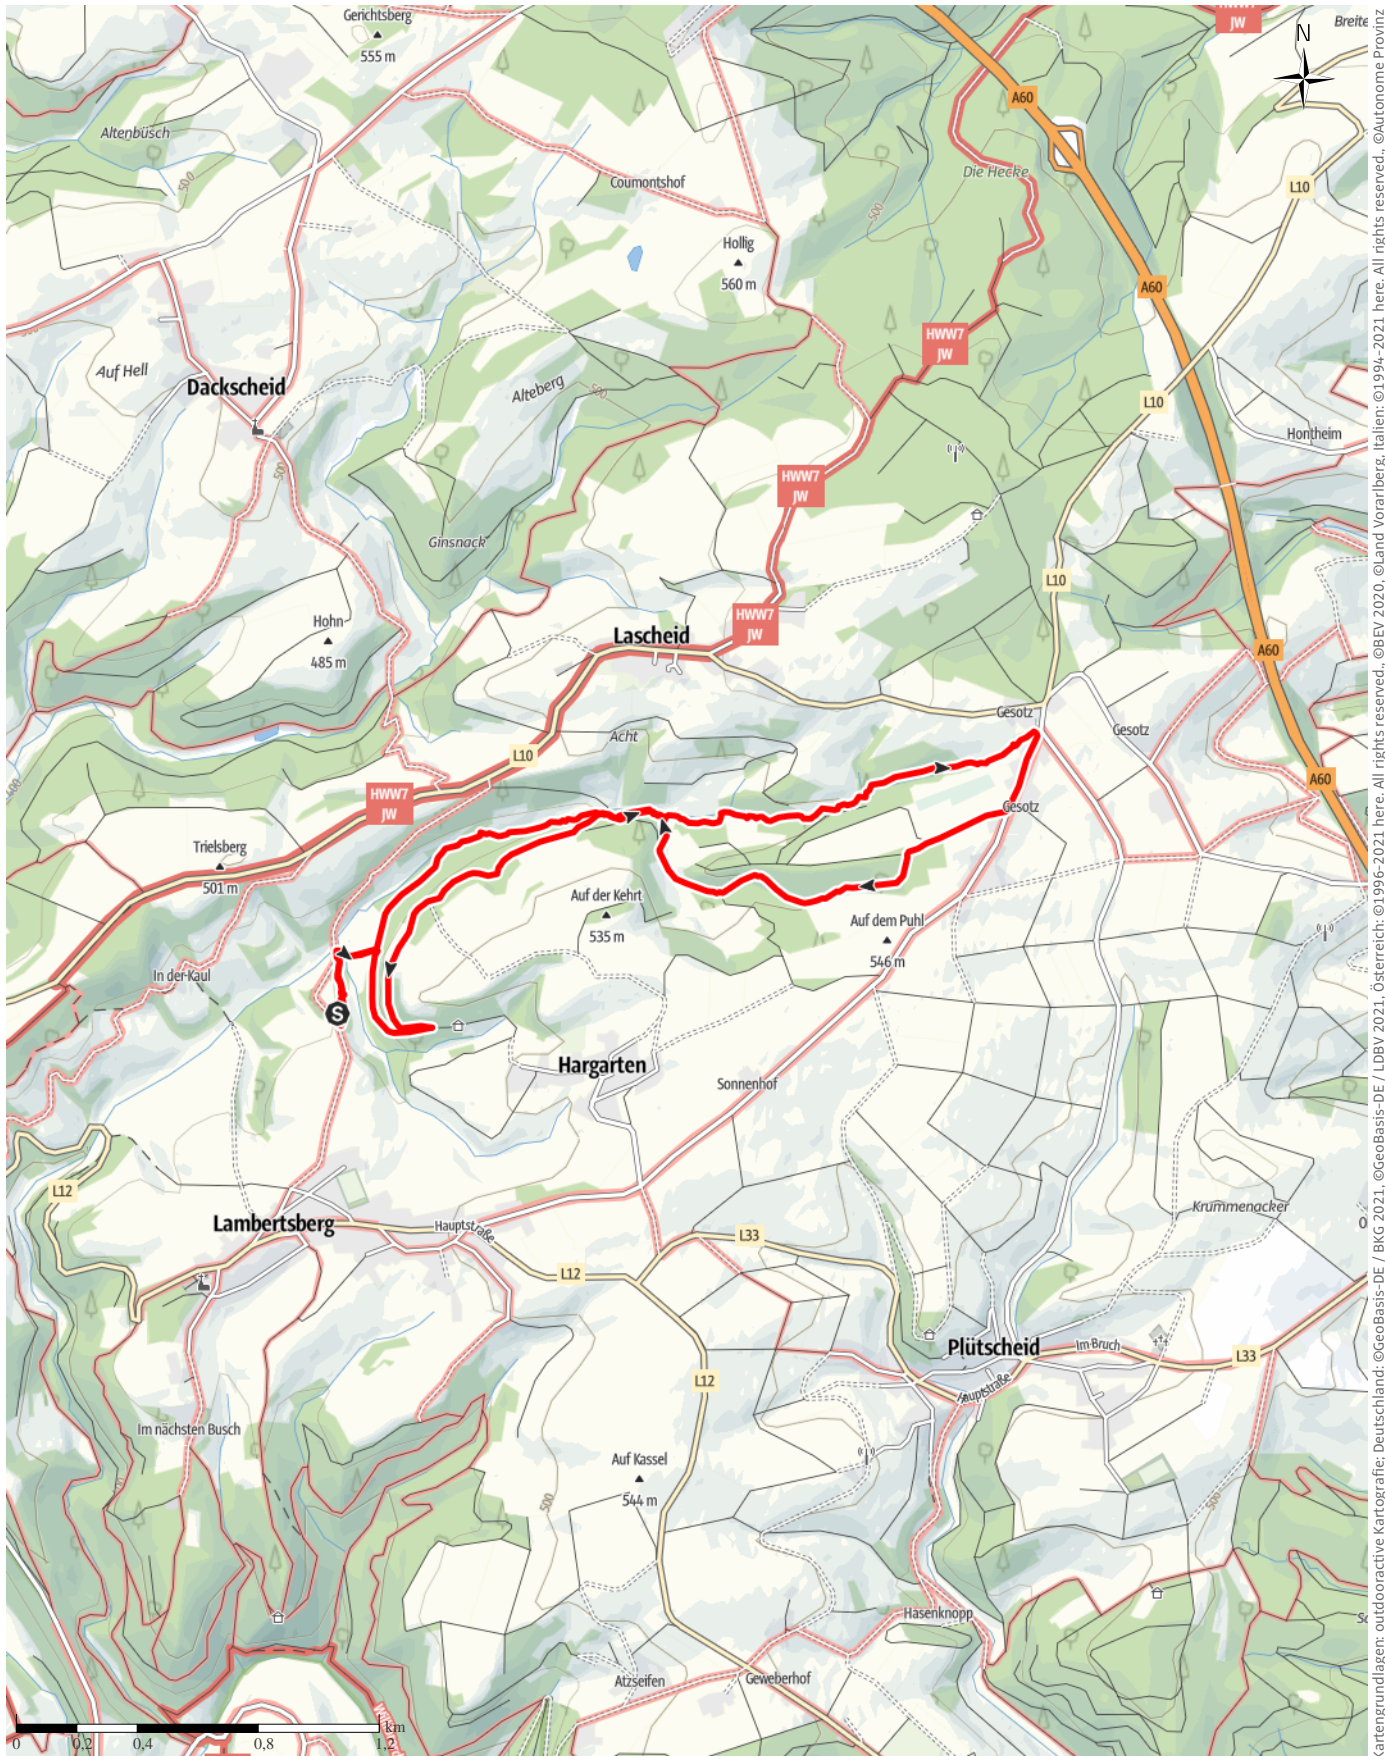 Gerichtsberg
555 m
HWW7
JW
Breite
N
A60
Altenbüsch
500
Coumontshof
Die Hecke
L10
500
Hollig
560 m
A60
HWW7
JW
Auf Hell
Dackscheid
Alteberg
500
L10
Hontheim
500
HWW7
JW
Ginsnack
L10
Hohn
485 m
Lascheid
HWW7
JW
A60
Gesotz
Gesotz
Acht
L10
A60
HWW7
JW
Gesotz
Trielsberg
501 m
Auf der Kehrt
535 m
Auf dem Puhl
546 m
In der Kaul
S
Hargarten
Sonnenhof
L12
Krummenacker
Lambertsberg
Hauptstraße
L33
L12
Plütscheid
Im Bruch
L33
L12
Hauptstraße
Im nächsten Busch
Auf Kassel
544 m
500
500
Hasenknopp
Atzseifen
Geweberhof
km
0
0,2
0,4
0,8
1,2
artengrundlagen: outdooractive Kartografie; Deutschland: ©GeoBasis-DE / BKG 2021, ©GeoBasis-DE / LDBV 2021, Österreich: ©1996-2021 here. All rights reserved., ©BEV 2020, ©Land Vorarlberg, Italien: ©1994-2021 here. All rights reserved., ©Autonome Provinz